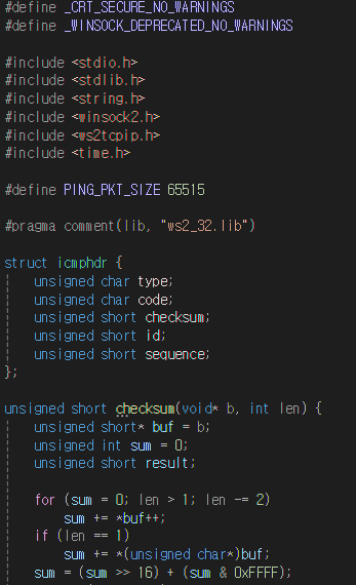 #define _CRT_SECURE_NO_WARNINGS
#define _WINSOCK_DEPRECATED_NO_WARNINGS

#include <stdio.h>
#include <stdlib.h>
#include <string.h>
#include <winsock2.h>
#include <ws2tcpip.h>
#include <time.h>

#define PING_PKT_SIZE 65515

#pragma comment(lib, "ws2_32.lib")

struct icmphdr {
    unsigned char type;
    unsigned char code;
    unsigned short checksum;
    unsigned short id;
    unsigned short sequence;
};

unsigned short checksum(void* b, int len) {
    unsigned short* buf = b;
    unsigned int sum = 0;
    unsigned short result;

    for (sum = 0; len > 1; len -= 2)
        sum += *buf++;
    if (len == 1)
        sum += *(unsigned char*)buf;
    sum = (sum >> 16) + (sum & 0xFFFF);